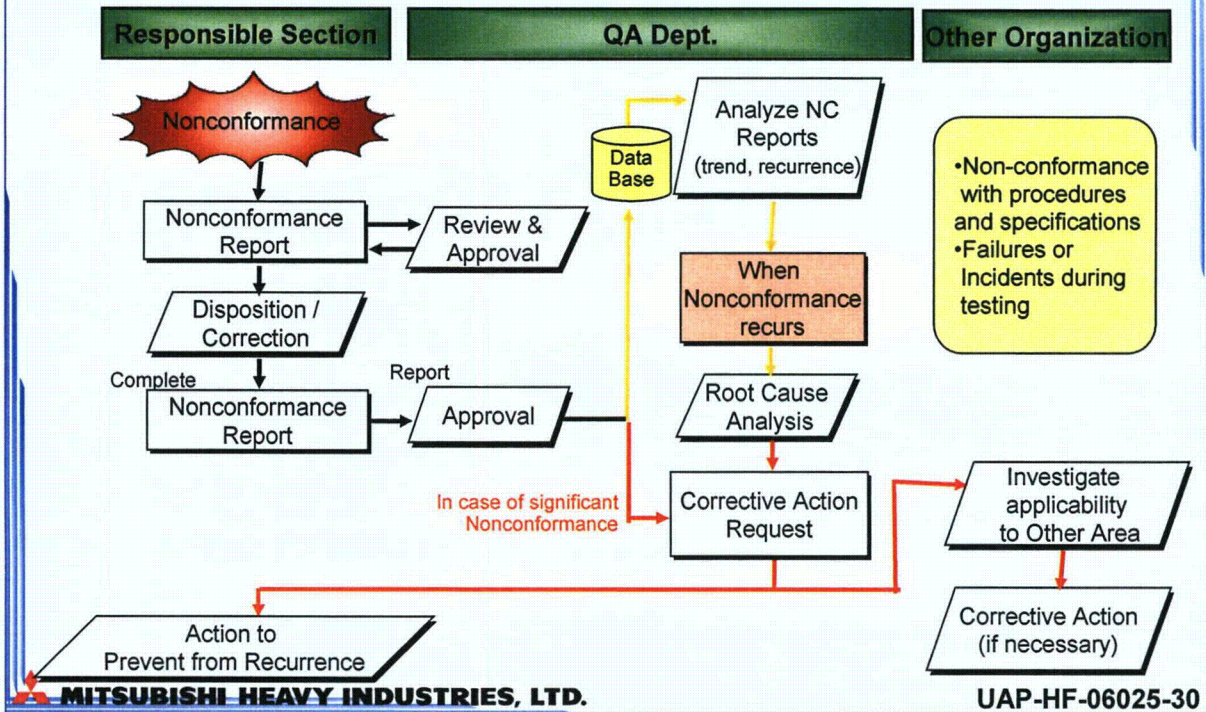 Responsible Section
QA Dept.
Other Organization
Nonconformance
Nonconformance
Report
Review &
Approval
Disposition /
Correction
Complete
Nonconformance
Report
Report
Approval
Data
Base
Analyze NC
Reports
(trend, recurrence)
When
Nonconformance
recurs
Root Cause
Analysis
In case of significant
Nonconformance
Corrective Action
Request
•Non-conformance
with procedures
and specifications
•Failures or
Incidents during
testing
Investigate
applicability
to Other Area
Corrective Action
(if necessary)
Action to
Prevent from Recurrence
MITSUBISHI HEAVY INDUSTRIES, LTD.
UAP-HF-06025-30